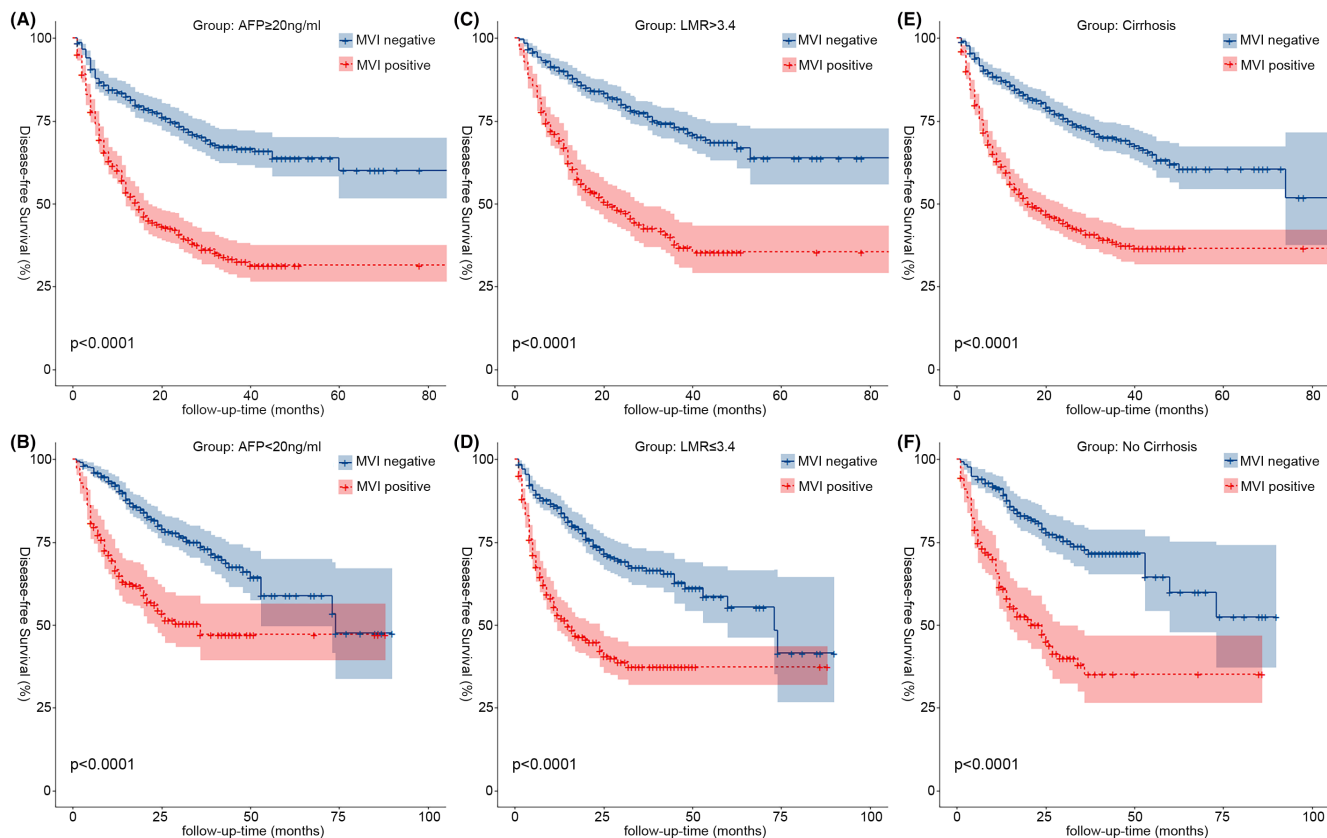 (A)
Group: AFP≥20ng/ml
MVI negative
MVI positive
100
75
50
25
0
Disease-free Survival (%)
p<0.0001
0
20
40
60
80
follow-up-time (months)
(C)
Group: LMR>3.4
MVI negative
MVI positive
100
75
50
25
0
Disease-free Survival (%)
p<0.0001
0
20
40
60
80
follow-up-time (months)
(E)
Group: Cirrhosis
MVI negative
MVI positive
100
75
50
25
0
Disease-free Survival (%)
p<0.0001
0
20
40
60
80
follow-up-time (months)
(B)
Group: AFP<20ng/ml
MVI negative
MVI positive
100
75
50
25
0
Disease-free Survival (%)
p<0.0001
0
25
50
75
100
follow-up-time (months)
(D)
Group: LMR≤3.4
MVI negative
MVI positive
100
75
50
25
0
Disease-free Survival (%)
p<0.0001
0
25
50
75
100
follow-up-time (months)
(F)
Group: No Cirrhosis
MVI negative
MVI positive
100
75
50
25
0
Disease-free Survival (%)
p<0.0001
0
25
50
75
100
follow-up-time (months)